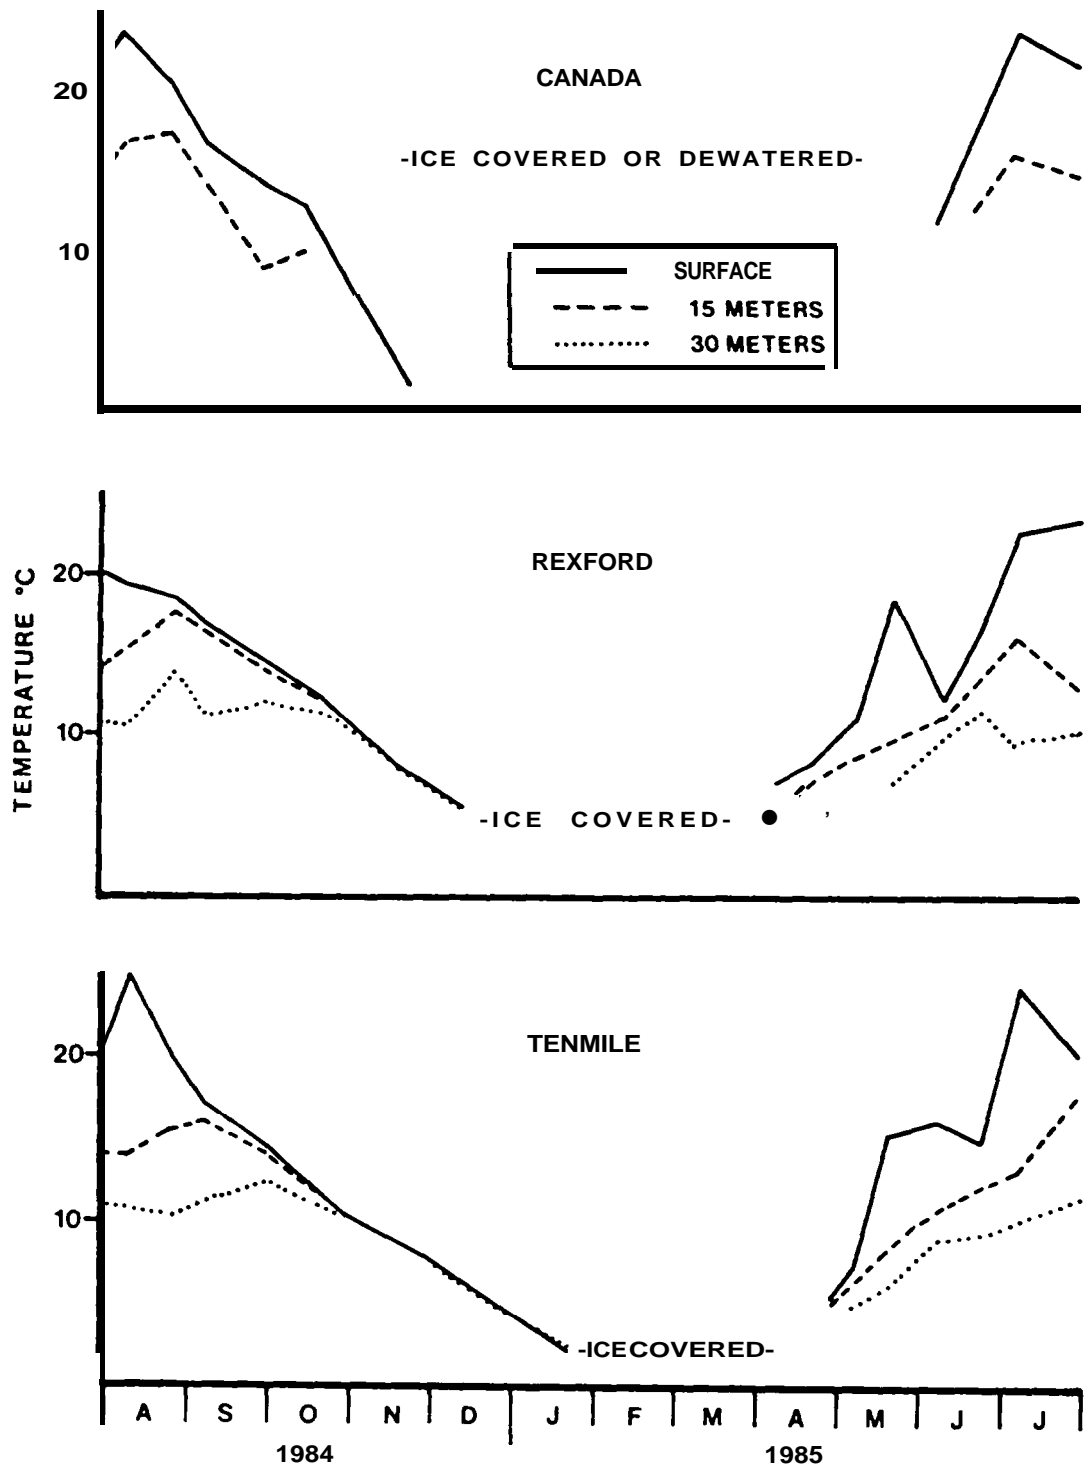 CANADA
20
-ICE COVERED OR DEWATERED-
10
SURFACE
15 METERS
30 METERS
REXFORD
20
TEMPERATURE °C
10
-ICE COVERED-
TENMILE
20
10
-ICECOVERED-
A S O N D J F M A M J J
1984 1985